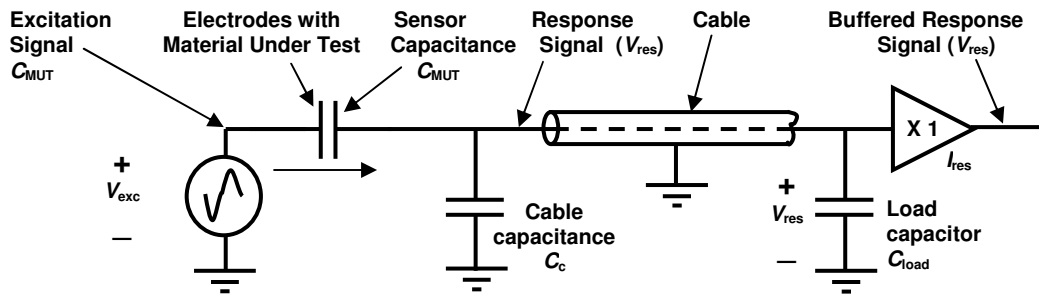 Excitation
Signal
CMUT
Electrodes with
Material Under Test
Sensor
Capacitance
CMUT
Response
Signal (Vres)
Cable
Buffered Response
Signal (Vres)
X 1
Ires
+
Vexc
—
Cable
capacitance
Cc
+
Vres
—
Load
capacitor
Cload